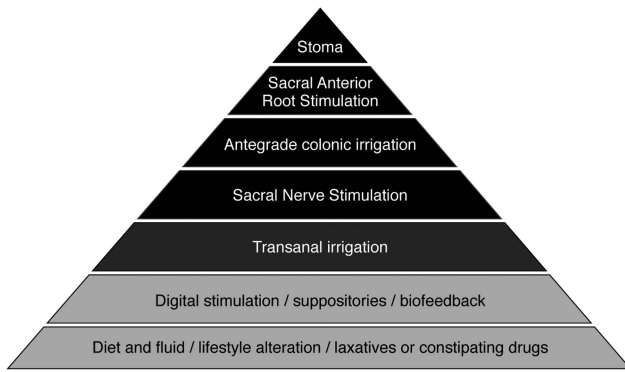 Stoma
Sacral Anterior
Root Stimulation
Antegrade colonic irrigation
Sacral Nerve Stimulation
Transanal irrigation
Digital stimulation / suppositories / biofeedback
Diet and fluid / lifestyle alteration / laxatives or constipating drugs